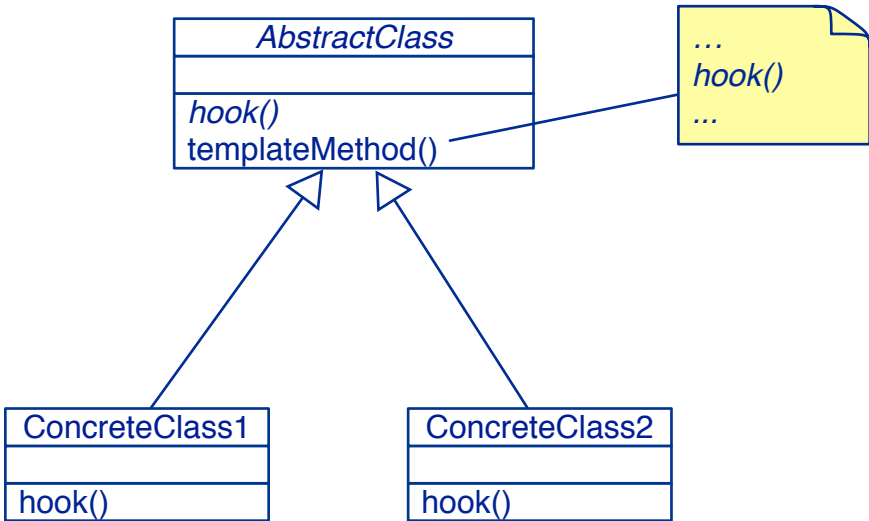 AbstractClass
hook()
templateMethod()
…
hook()
...
ConcreteClass1
hook()
ConcreteClass2
hook()